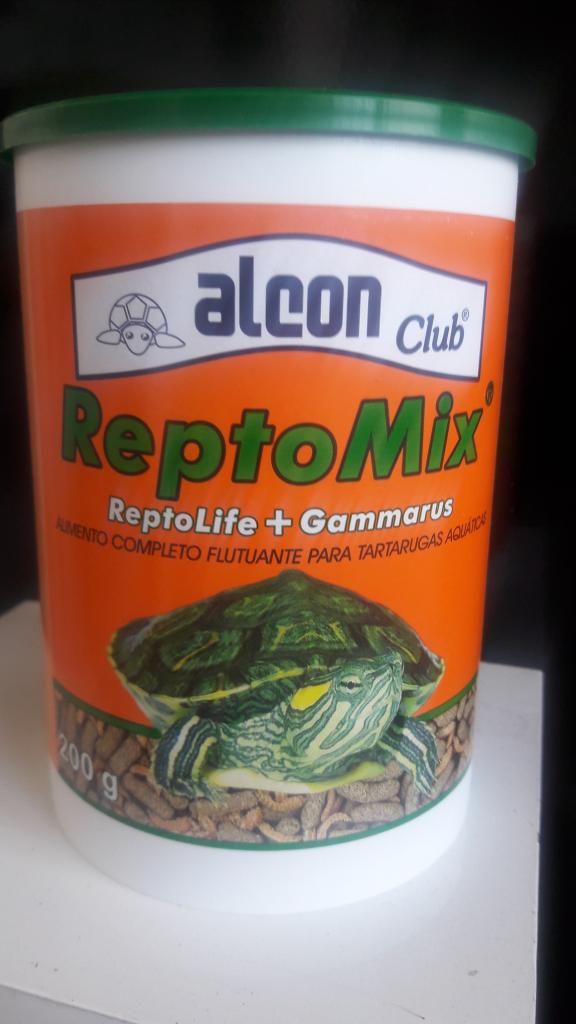 alcon Club®
ReptoMix®
ReptoLife + Gammarus
ALIMENTO COMPLETO FLUTUANTE PARA TARTARUGAS AQUÁTICAS
200 g